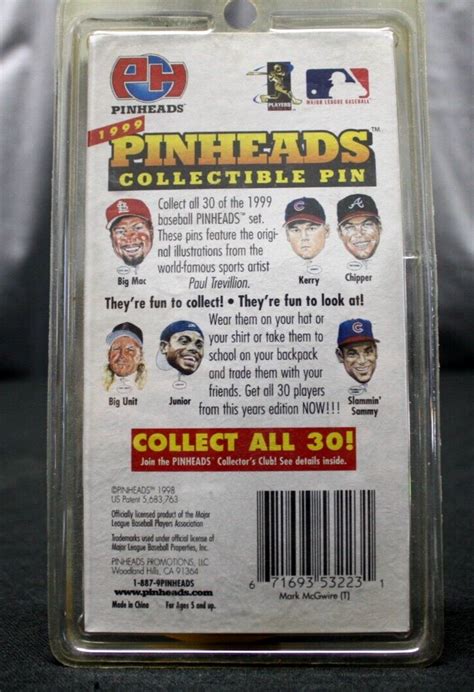 PH
PINHEADS
PLAYERS
MAJOR LEAGUE BASEBALL
1999
PINHEADS™
COLLECTIBLE PIN
Collect all 30 of the 1999
baseball PINHEADS™ set.
These pins feature the origi-
nal illustrations from the
world-famous sports artist
Paul Trevillion.
Big Mac
Kerry
Chipper
They're fun to collect! • They're fun to look at!
Wear them on your hat or
your shirt or take them to
school on your backpack
and trade them with your
friends. Get all 30 players
from this years edition NOW!!!
Big Unit
Junior
Slammin'
Sammy
COLLECT ALL 30!
Join the PINHEADS Collector's Club! See details inside.
©PINHEADS™ 1998
US Patent 5,683,763
Officially licensed product of the Major
League Baseball Players Association
Trademarks used under official license of
Major League Baseball Properties, Inc.
PINHEADS PROMOTIONS, LLC
Woodland Hills, CA 91364
1-887-9PINHEADS
www.pinheads.com
Made in China For Ages 5 and up.
6 71693 53223 1
Mark McGwire (T)